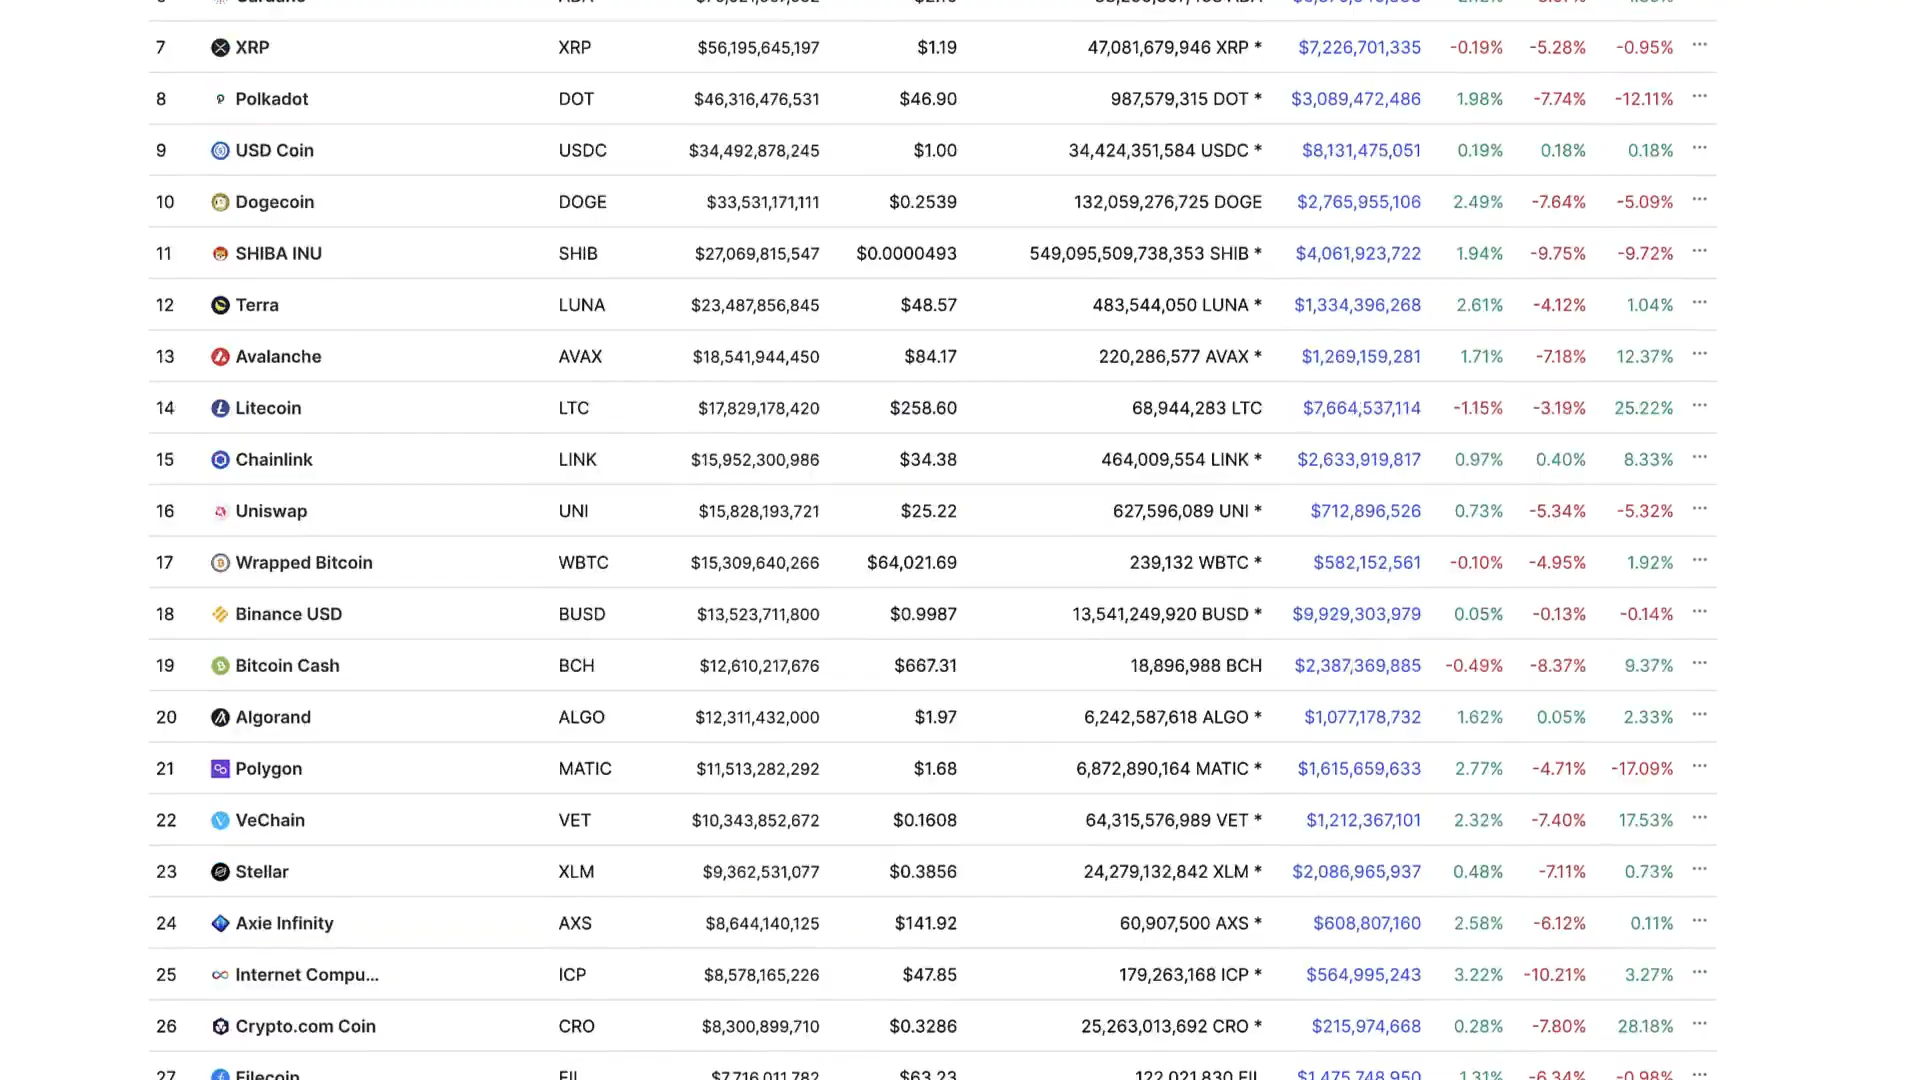 7 XRP XRP $56,195,645,197 $1.19 47,081,679,946 XRP * $7,226,701,335 -0.19% -5.28% -0.95% ...
8 Polkadot DOT $46,316,476,531 $46.90 987,579,315 DOT * $3,089,472,486 1.98% -7.74% -12.11% ...
9 USD Coin USDC $34,492,878,245 $1.00 34,424,351,584 USDC * $8,131,475,051 0.19% 0.18% 0.18% ...
10 Dogecoin DOGE $33,531,171,111 $0.2539 132,059,276,725 DOGE $2,765,955,106 2.49% -7.64% -5.09% ...
11 SHIBA INU SHIB $27,069,815,547 $0.0000493 549,095,509,738,353 SHIB * $4,061,923,722 1.94% -9.75% -9.72% ...
12 Terra LUNA $23,487,856,845 $48.57 483,544,050 LUNA * $1,334,396,268 2.61% -4.12% 1.04% ...
13 Avalanche AVAX $18,541,944,450 $84.17 220,286,577 AVAX * $1,269,159,281 1.71% -7.18% 12.37% ...
14 Litecoin LTC $17,829,178,420 $258.60 68,944,283 LTC $7,664,537,114 -1.15% -3.19% 25.22% ...
15 Chainlink LINK $15,952,300,986 $34.38 464,009,554 LINK * $2,633,919,817 0.97% 0.40% 8.33% ...
16 Uniswap UNI $15,828,193,721 $25.22 627,596,089 UNI * $712,896,526 0.73% -5.34% -5.32% ...
17 Wrapped Bitcoin WBTC $15,309,640,266 $64,021.69 239,132 WBTC * $582,152,561 -0.10% -4.95% 1.92% ...
18 Binance USD BUSD $13,523,711,800 $0.9987 13,541,249,920 BUSD * $9,929,303,979 0.05% -0.13% -0.14% ...
19 Bitcoin Cash BCH $12,610,217,676 $667.31 18,896,988 BCH $2,387,369,885 -0.49% -8.37% 9.37% ...
20 Algorand ALGO $12,311,432,000 $1.97 6,242,587,618 ALGO * $1,077,178,732 1.62% 0.05% 2.33% ...
21 Polygon MATIC $11,513,282,292 $1.68 6,872,890,164 MATIC * $1,615,659,633 2.77% -4.71% -17.09% ...
22 VeChain VET $10,343,852,672 $0.1608 64,315,576,989 VET * $1,212,367,101 2.32% -7.40% 17.53% ...
23 Stellar XLM $9,362,531,077 $0.3856 24,279,132,842 XLM * $2,086,965,937 0.48% -7.11% 0.73% ...
24 Axie Infinity AXS $8,644,140,125 $141.92 60,907,500 AXS * $608,807,160 2.58% -6.12% 0.11% ...
25 Internet Compu... ICP $8,578,165,226 $47.85 179,263,168 ICP * $564,995,243 3.22% -10.21% 3.27% ...
26 Crypto.com Coin CRO $8,300,899,710 $0.3286 25,263,013,692 CRO * $215,974,668 0.28% -7.80% 28.18% ...
27 Filecoin FIL $7,716,011,782 $63.23 122,021,830 FIL $1,475,748,950 1.31% -6.34% -0.98% ...